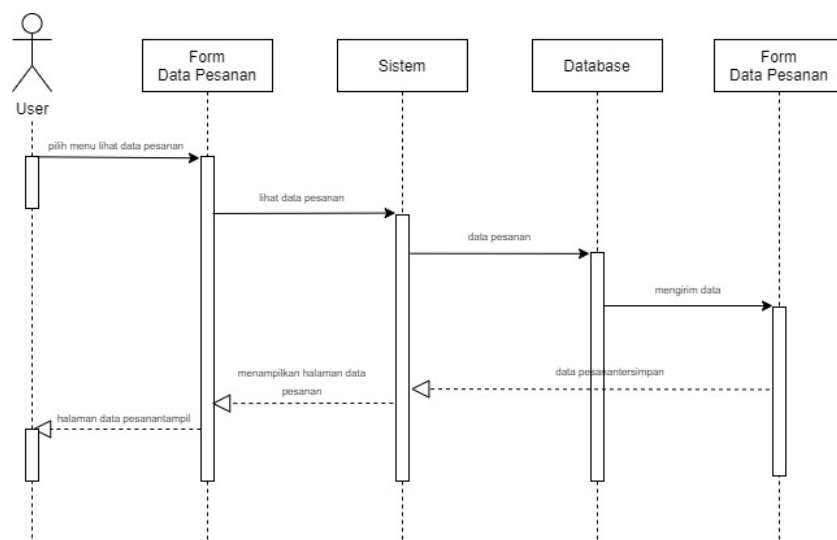 Form
Data Pesanan
Sistem
Database
Form
Data Pesanan
User
pilih menu lihat data pesanan
lihat data pesanan
data pesanan
mengirim data
data pesanantersimpan
menampilkan halaman data
pesanan
halaman data pesanantampil